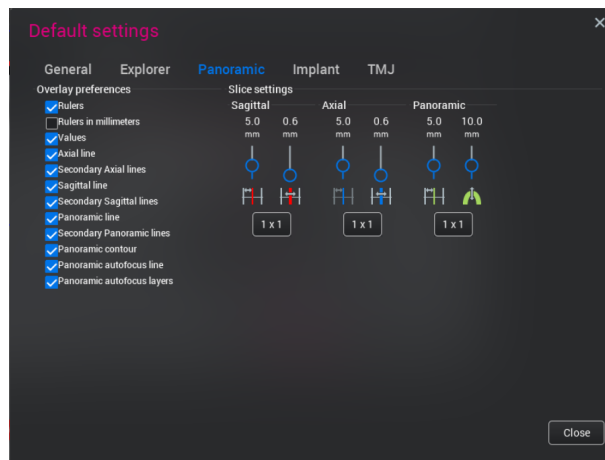 Default settings
General Explorer Panoramic Implant TMJ
Overlay preferences
Rulers
Rulers in millimeters
Values
Axial line
Secondary Axial lines
Sagittal line
Secondary Sagittal lines
Panoramic line
Secondary Panoramic lines
Panoramic contour
Panoramic autofocus line
Panoramic autofocus layers
Slice settings
Sagittal Axial Panoramic
5.0 0.6 5.0 0.6 5.0 10.0
mm mm mm mm mm mm
1 x 1 1 x 1 1 x 1
Close